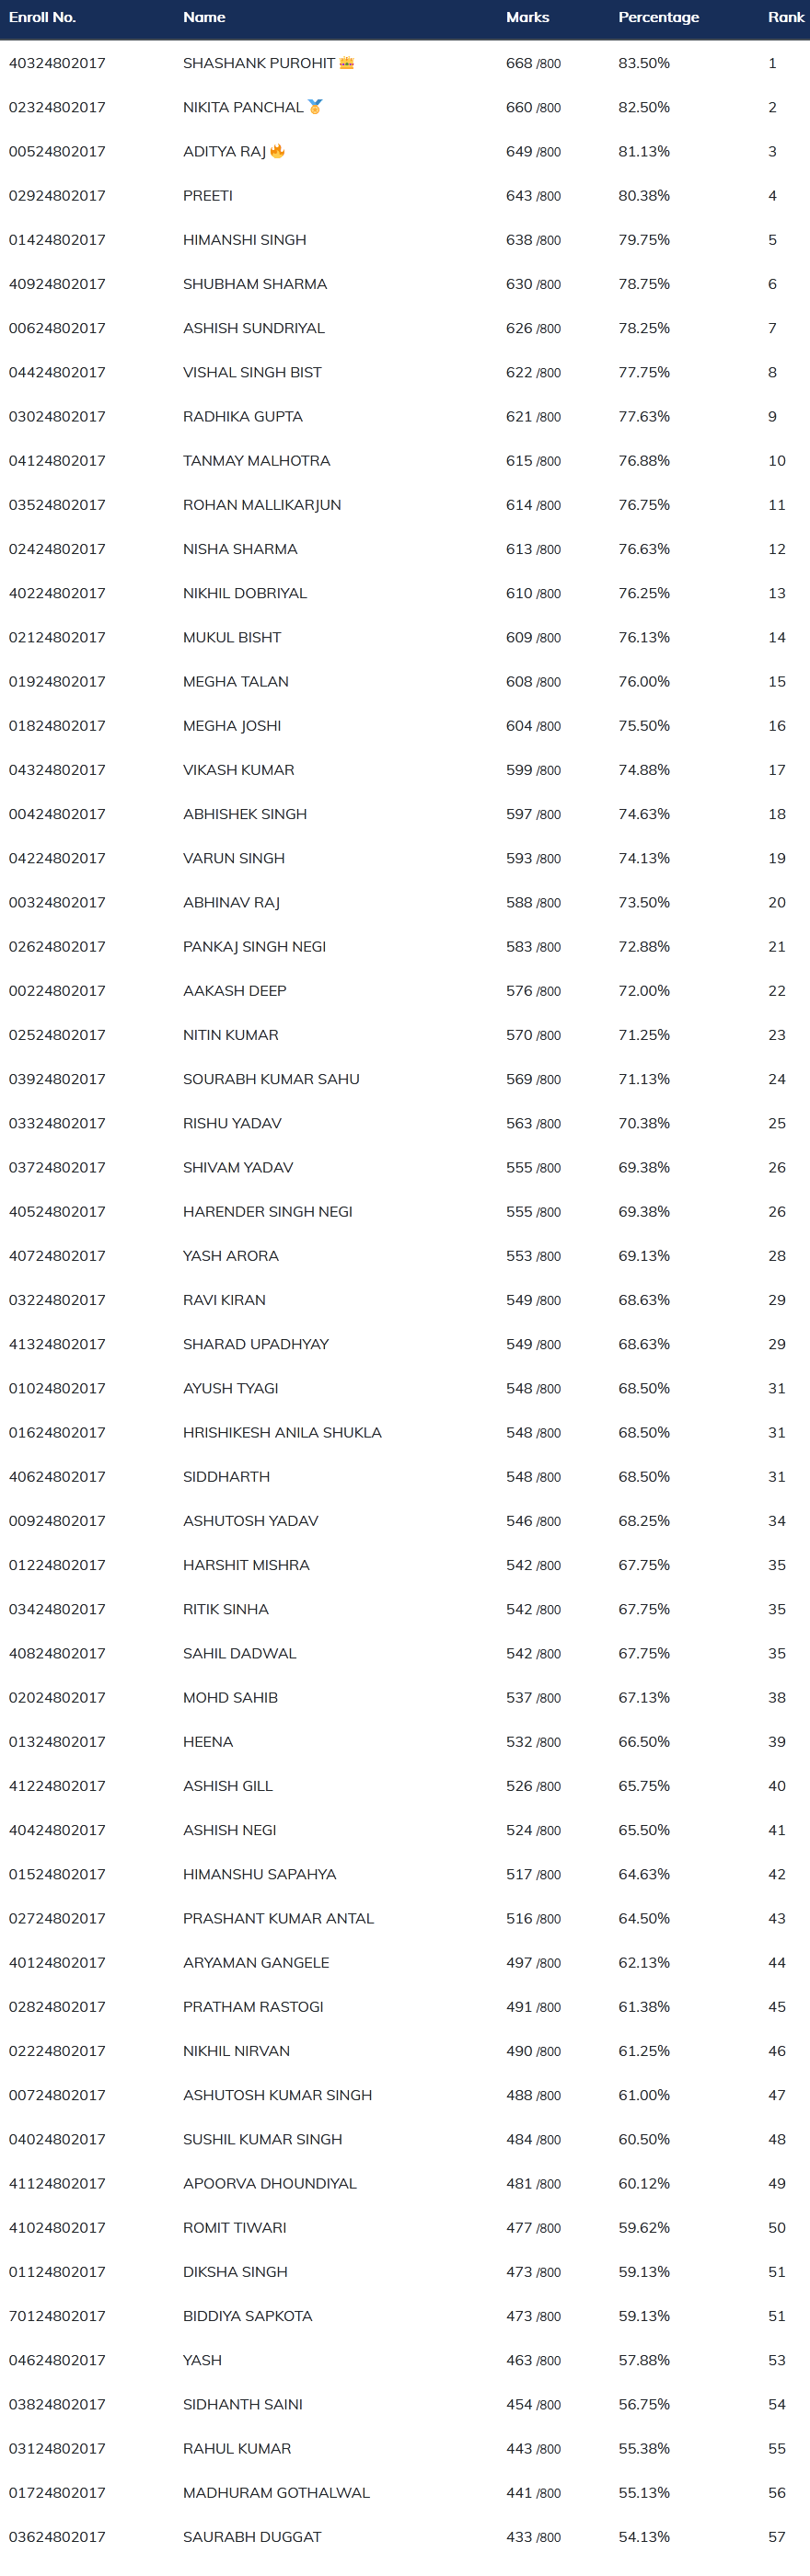 Enroll No. Name Marks Percentage Rank
40324802017 SHASHANK PUROHIT 👑 668 /800 83.50% 1
02324802017 NIKITA PANCHAL 🏅 660 /800 82.50% 2
00524802017 ADITYA RAJ 🔥 649 /800 81.13% 3
02924802017 PREETI 643 /800 80.38% 4
01424802017 HIMANSHI SINGH 638 /800 79.75% 5
40924802017 SHUBHAM SHARMA 630 /800 78.75% 6
00624802017 ASHISH SUNDRIYAL 626 /800 78.25% 7
04424802017 VISHAL SINGH BIST 622 /800 77.75% 8
03024802017 RADHIKA GUPTA 621 /800 77.63% 9
04124802017 TANMAY MALHOTRA 615 /800 76.88% 10
03524802017 ROHAN MALLIKARJUN 614 /800 76.75% 11
02424802017 NISHA SHARMA 613 /800 76.63% 12
40224802017 NIKHIL DOBRIYAL 610 /800 76.25% 13
02124802017 MUKUL BISHT 609 /800 76.13% 14
01924802017 MEGHA TALAN 608 /800 76.00% 15
01824802017 MEGHA JOSHI 604 /800 75.50% 16
04324802017 VIKASH KUMAR 599 /800 74.88% 17
00424802017 ABHISHEK SINGH 597 /800 74.63% 18
04224802017 VARUN SINGH 593 /800 74.13% 19
00324802017 ABHINAV RAJ 588 /800 73.50% 20
02624802017 PANKAJ SINGH NEGI 583 /800 72.88% 21
00224802017 AAKASH DEEP 576 /800 72.00% 22
02524802017 NITIN KUMAR 570 /800 71.25% 23
03924802017 SOURABH KUMAR SAHU 569 /800 71.13% 24
03324802017 RISHU YADAV 563 /800 70.38% 25
03724802017 SHIVAM YADAV 555 /800 69.38% 26
40524802017 HARENDER SINGH NEGI 555 /800 69.38% 26
40724802017 YASH ARORA 553 /800 69.13% 28
03224802017 RAVI KIRAN 549 /800 68.63% 29
41324802017 SHARAD UPADHYAY 549 /800 68.63% 29
01024802017 AYUSH TYAGI 548 /800 68.50% 31
01624802017 HRISHIKESH ANILA SHUKLA 548 /800 68.50% 31
40624802017 SIDDHARTH 548 /800 68.50% 31
00924802017 ASHUTOSH YADAV 546 /800 68.25% 34
01224802017 HARSHIT MISHRA 542 /800 67.75% 35
03424802017 RITIK SINHA 542 /800 67.75% 35
40824802017 SAHIL DADWAL 542 /800 67.75% 35
02024802017 MOHD SAHIB 537 /800 67.13% 38
01324802017 HEENA 532 /800 66.50% 39
41224802017 ASHISH GILL 526 /800 65.75% 40
40424802017 ASHISH NEGI 524 /800 65.50% 41
01524802017 HIMANSHU SAPAHYA 517 /800 64.63% 42
02724802017 PRASHANT KUMAR ANTAL 516 /800 64.50% 43
40124802017 ARYAMAN GANGELE 497 /800 62.13% 44
02824802017 PRATHAM RASTOGI 491 /800 61.38% 45
02224802017 NIKHIL NIRVAN 490 /800 61.25% 46
00724802017 ASHUTOSH KUMAR SINGH 488 /800 61.00% 47
04024802017 SUSHIL KUMAR SINGH 484 /800 60.50% 48
41124802017 APOORVA DHOUNDIYAL 481 /800 60.12% 49
41024802017 ROMIT TIWARI 477 /800 59.62% 50
01124802017 DIKSHA SINGH 473 /800 59.13% 51
70124802017 BIDDIYA SAPKOTA 473 /800 59.13% 51
04624802017 YASH 463 /800 57.88% 53
03824802017 SIDHANTH SAINI 454 /800 56.75% 54
03124802017 RAHUL KUMAR 443 /800 55.38% 55
01724802017 MADHURAM GOTHALWAL 441 /800 55.13% 56
03624802017 SAURABH DUGGAT 433 /800 54.13% 57